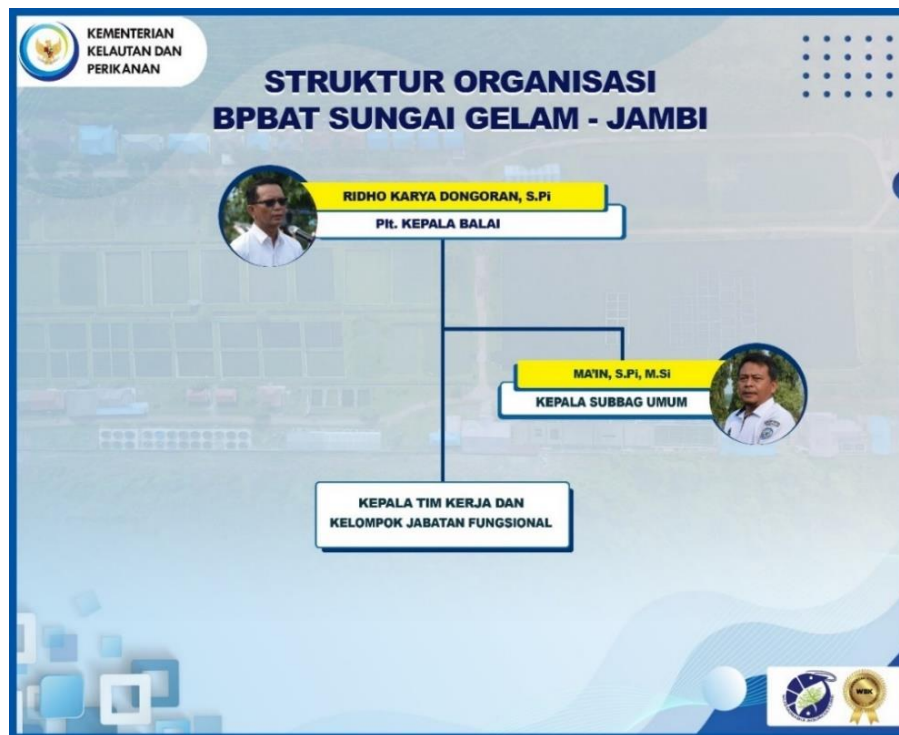 KEMENTERIAN
KELAUTAN DAN
PERIKANAN
STRUKTUR ORGANISASI
BPBAT SUNGAI GELAM - JAMBI
RIDHO KARYA DONGORAN, S.Pi
Plt. KEPALA BALAI
MA'IN, S.Pi, M.Si
KEPALA SUBBAG UMUM
KEPALA TIM KERJA DAN
KELOMPOK JABATAN FUNGSIONAL
WBK